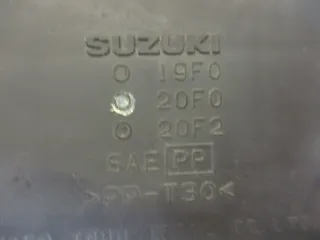 SUZUKI
19F0
20F0
20F2
SAE PP
>PP-T30<